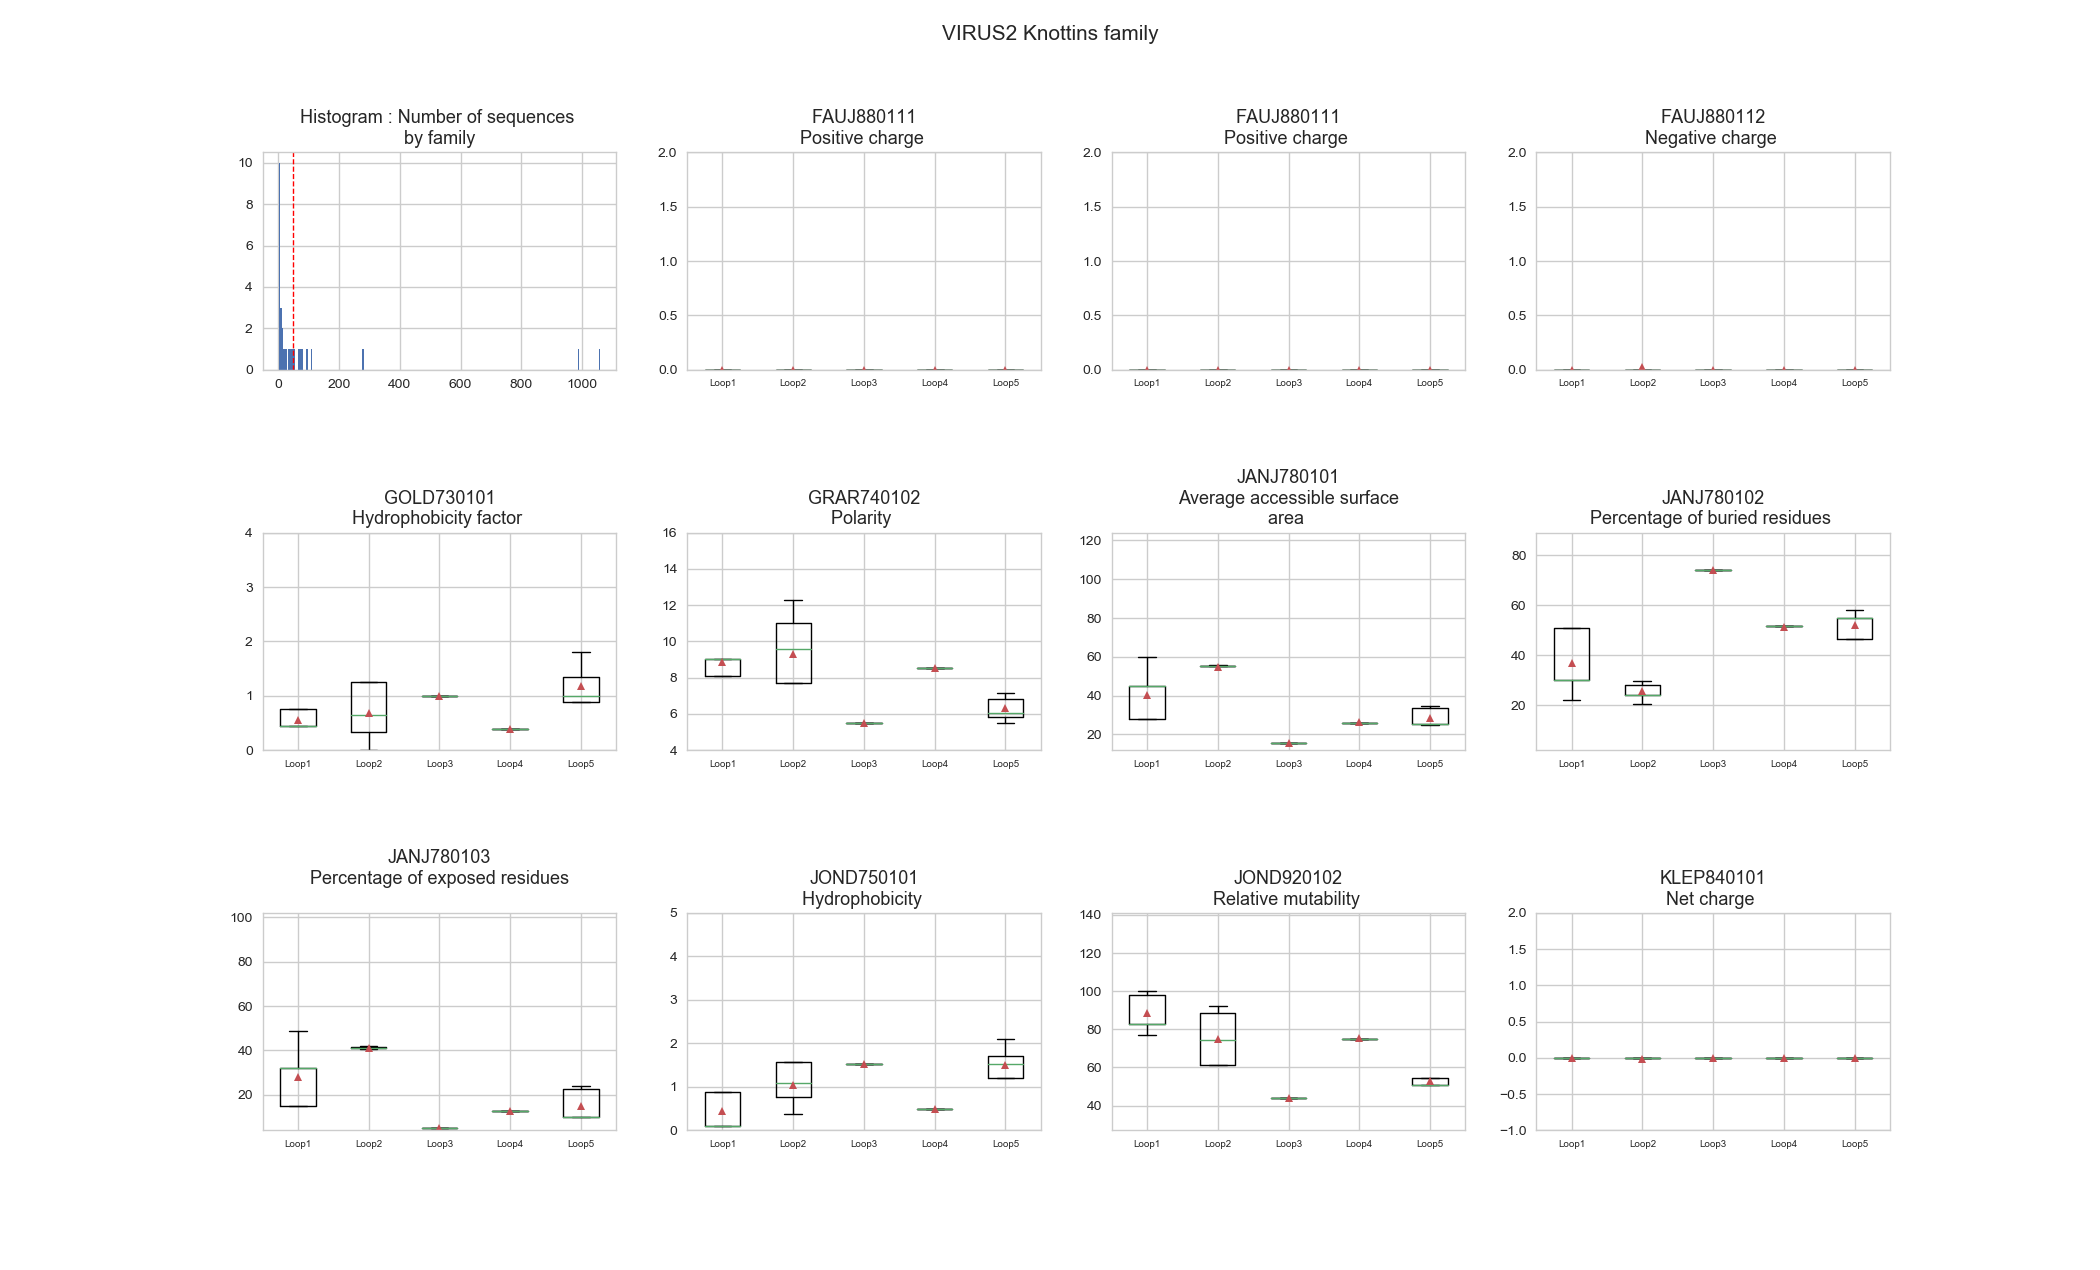 VIRUS2 Knottins family
Histogram : Number of sequences
by family
10
8
6
4
2
0
0 200 400 600 800 1000
FAUJ880111
Positive charge
2.0
1.5
1.0
0.5
0.0
Loop1 Loop2 Loop3 Loop4 Loop5
FAUJ880111
Positive charge
2.0
1.5
1.0
0.5
0.0
Loop1 Loop2 Loop3 Loop4 Loop5
FAUJ880112
Negative charge
2.0
1.5
1.0
0.5
0.0
Loop1 Loop2 Loop3 Loop4 Loop5
GOLD730101
Hydrophobicity factor
4
3
2
1
0
Loop1 Loop2 Loop3 Loop4 Loop5
GRAR740102
Polarity
16
14
12
10
8
6
4
Loop1 Loop2 Loop3 Loop4 Loop5
JANJ780101
Average accessible surface
area
120
100
80
60
40
20
Loop1 Loop2 Loop3 Loop4 Loop5
JANJ780102
Percentage of buried residues
80
60
40
20
Loop1 Loop2 Loop3 Loop4 Loop5
JANJ780103
Percentage of exposed residues
100
80
60
40
20
Loop1 Loop2 Loop3 Loop4 Loop5
JOND750101
Hydrophobicity
5
4
3
2
1
0
Loop1 Loop2 Loop3 Loop4 Loop5
JOND920102
Relative mutability
140
120
100
80
60
40
Loop1 Loop2 Loop3 Loop4 Loop5
KLEP840101
Net charge
2.0
1.5
1.0
0.5
0.0
−0.5
−1.0
Loop1 Loop2 Loop3 Loop4 Loop5